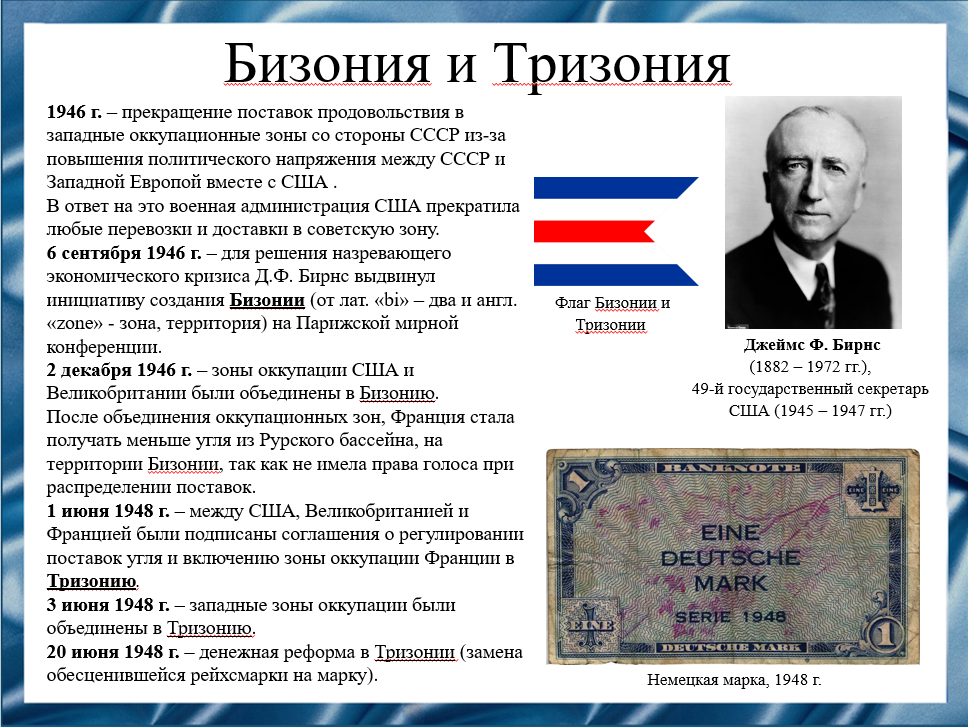 Бизония и Тризония
1946 г. – прекращение поставок продовольствия в
западные оккупационные зоны со стороны СССР из-за
повышения политического напряжения между СССР и
Западной Европой вместе с США .
В ответ на это военная администрация США прекратила
любые перевозки и доставки в советскую зону.
6 сентября 1946 г. – для решения назревающего
экономического кризиса Д.Ф. Бирнс выдвинул
инициативу создания Бизонии (от лат. «bi» – два и англ.
«zone» - зона, территория) на Парижской мирной
конференции.
2 декабря 1946 г. – зоны оккупации США и
Великобритании были объединены в Бизонию.
После объединения оккупационных зон, Франция стала
получать меньше угля из Рурского бассейна, на
территории Бизонии, так как не имела права голоса при
распределении поставок.
1 июня 1948 г. – между США, Великобританией и
Францией были подписаны соглашения о регулировании
поставок угля и включению зоны оккупации Франции в
Тризонию.
3 июня 1948 г. – западные зоны оккупации были
объединены в Тризонию.
20 июня 1948 г. – денежная реформа в Тризонии (замена
обесценившейся рейхсмарки на марку).
Флаг Бизонии и
Тризонии
Джеймс Ф. Бирнс
(1882 – 1972 гг.),
49-й государственный секретарь
США (1945 – 1947 гг.)
BANKNOTE
1
EINE 1 EINE
EINE
DEUTSCHE
MARK
SERIE 1948
EINE
1
DEUTSCHE MARK
Немецкая марка, 1948 г.